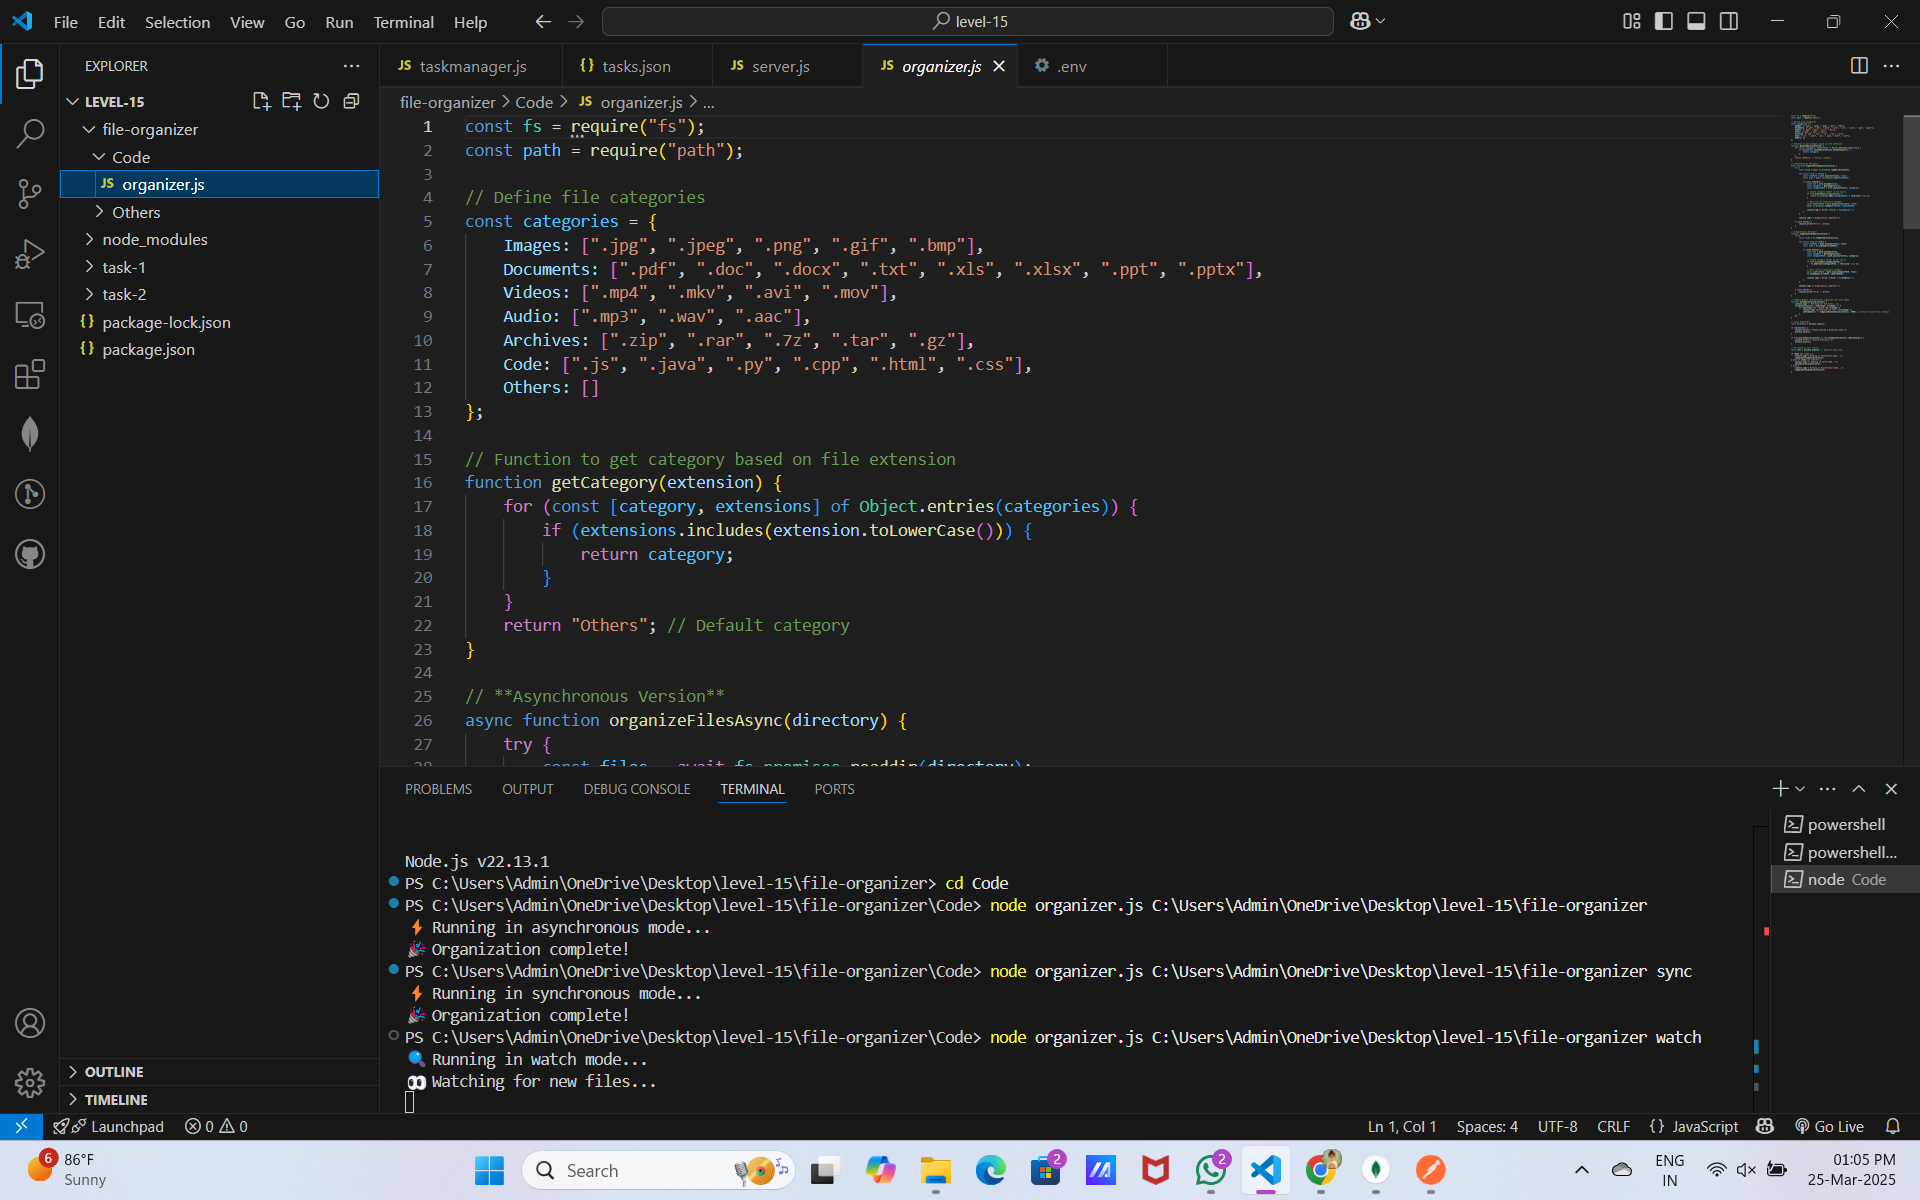 File Edit Selection View Go Run Terminal Help
level-15
EXPLORER
LEVEL-15
file-organizer
Code
JS organizer.js
Others
node_modules
task-1
task-2
{} package-lock.json
{} package.json
OUTLINE
TIMELINE
JS taskmanager.js
{} tasks.json
JS server.js
JS organizer.js
.env
file-organizer > Code > JS organizer.js > ...
1 const fs = require("fs");
2 const path = require("path");
3
4 // Define file categories
5 const categories = {
6 Images: [".jpg", ".jpeg", ".png", ".gif", ".bmp"],
7 Documents: [".pdf", ".doc", ".docx", ".txt", ".xls", ".xlsx", ".ppt", ".pptx"],
8 Videos: [".mp4", ".mkv", ".avi", ".mov"],
9 Audio: [".mp3", ".wav", ".aac"],
10 Archives: [".zip", ".rar", ".7z", ".tar", ".gz"],
11 Code: [".js", ".java", ".py", ".cpp", ".html", ".css"],
12 Others: []
13 };
14
15 // Function to get category based on file extension
16 function getCategory(extension) {
17 for (const [category, extensions] of Object.entries(categories)) {
18 if (extensions.includes(extension.toLowerCase())) {
19 return category;
20 }
21 }
22 return "Others"; // Default category
23 }
24
25 // **Asynchronous Version**
26 async function organizeFilesAsync(directory) {
27 try {
28 const files = await fs.promises.readdir(directory);
PROBLEMS OUTPUT DEBUG CONSOLE TERMINAL PORTS
Node.js v22.13.1
PS C:\Users\Admin\OneDrive\Desktop\level-15\file-organizer> cd Code
PS C:\Users\Admin\OneDrive\Desktop\level-15\file-organizer\Code> node organizer.js C:\Users\Admin\OneDrive\Desktop\level-15\file-organizer
⚡ Running in asynchronous mode...
🎉 Organization complete!
PS C:\Users\Admin\OneDrive\Desktop\level-15\file-organizer\Code> node organizer.js C:\Users\Admin\OneDrive\Desktop\level-15\file-organizer sync
⚡ Running in synchronous mode...
🎉 Organization complete!
PS C:\Users\Admin\OneDrive\Desktop\level-15\file-organizer\Code> node organizer.js C:\Users\Admin\OneDrive\Desktop\level-15\file-organizer watch
🔍 Running in watch mode...
👀 Watching for new files...
powershell
powershell...
node Code
Launchpad 0 0
Ln 1, Col 1 Spaces: 4 UTF-8 CRLF {} JavaScript Go Live
6
86°F
Sunny
Search
2
2
ENG
IN
01:05 PM
25-Mar-2025